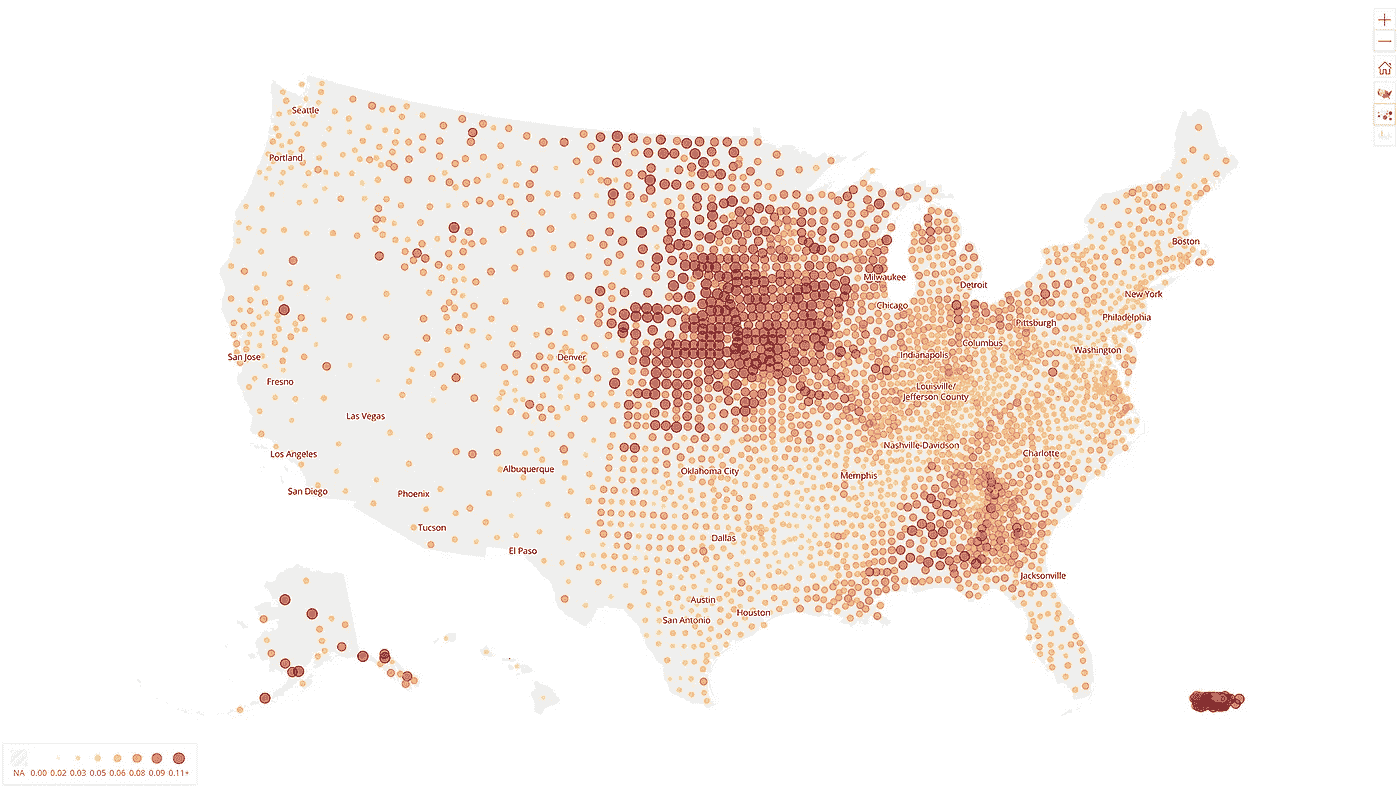 Seattle
Portland
Boston
Milwaukee
Detroit
New York
Chicago
Philadelphia
Pittsburgh
Columbus
Washington
Indianapolis
San Jose
Denver
Fresno
Louisville/
Jefferson County
Las Vegas
Nashville-Davidson
Charlotte
Los Angeles
Albuquerque
Oklahoma City
Memphis
San Diego
Phoenix
Tucson
Dallas
El Paso
Jacksonville
Austin
Houston
San Antonio
NA 0.00 0.02 0.03 0.05 0.06 0.08 0.09 0.11+